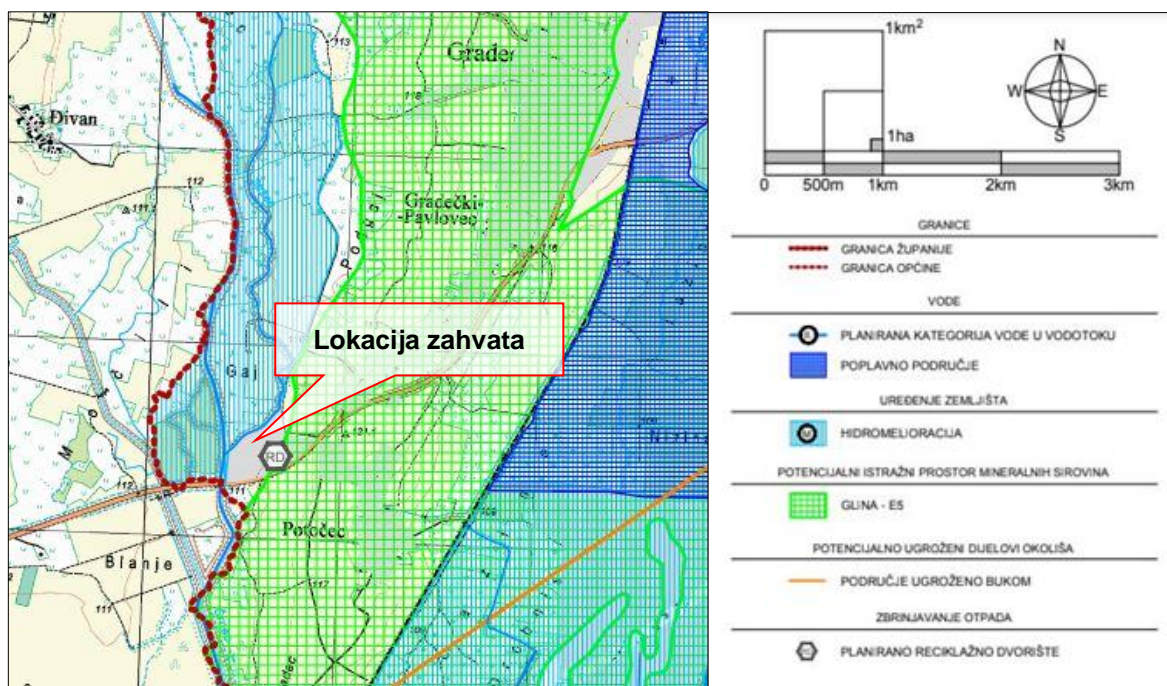 Đivan
113
Gradec
118
112
Gradečki-
-Pavlovec
116
Lokacija zahvata
Gaj
RD
112
111
Potočec
Blanje
117
111
1km²
N
W E
S
1ha
0 500m 1km 2km 3km
GRANICE
GRANICA ŽUPANIJE
GRANICA OPĆINE
VODE
PLANIRANA KATEGORIJA VODE U VODOTOKU
POPLAVNO PODRUČJE
UREĐENJE ZEMLJIŠTA
HIDROMELIORACIJA
POTENCIJALNI ISTRAŽNI PROSTOR MINERALNIH SIROVINA
GLINA - E5
POTENCIJALNO UGROŽENI DIJELOVI OKOLIŠA
PODRUČJE UGROŽENO BUKOM
ZBRINJAVANJE OTPADA
PLANIRANO RECIKLAŽNO DVORIŠTE